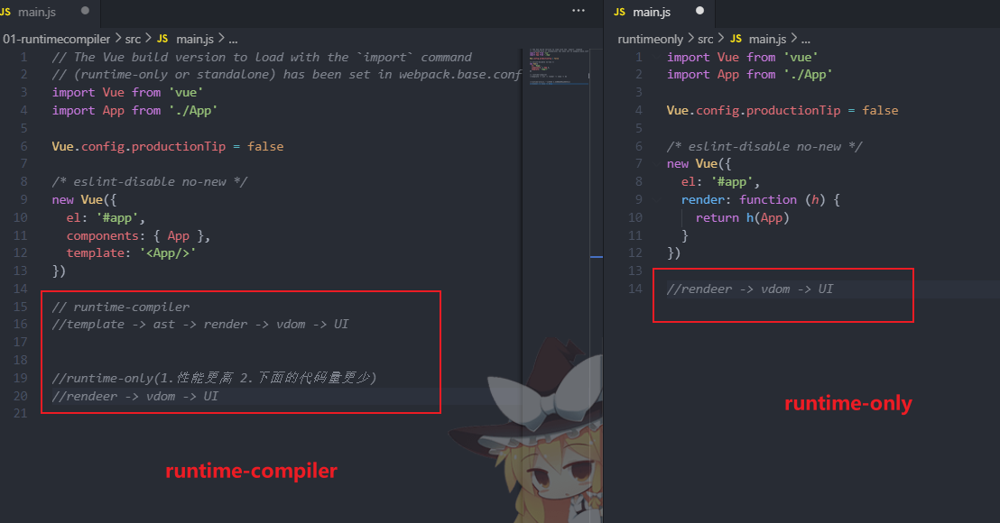 JS main.js
01-runtimecompiler > src > JS main.js > ...
1 // The Vue build version to load with the `import` command
2 // (runtime-only or standalone) has been set in webpack.base.conf
3 import Vue from 'vue'
4 import App from './App'
5
6 Vue.config.productionTip = false
7
8 /* eslint-disable no-new */
9 new Vue({
10 el: '#app',
11 components: { App },
12 template: '<App/>'
13 })
14
15 // runtime-compiler
16 //template -> ast -> render -> vdom -> UI
17
18
19 //runtime-only(1.性能更高 2.下面的代码量更少)
20 //rendeer -> vdom -> UI
21
runtime-compiler
JS main.js
runtimeonly > src > JS main.js > ...
1 import Vue from 'vue'
2 import App from './App'
3
4 Vue.config.productionTip = false
5
6 /* eslint-disable no-new */
7 new Vue({
8 el: '#app',
9 render: function (h) {
10 return h(App)
11 }
12 })
13
14 //rendeer -> vdom -> UI
runtime-only